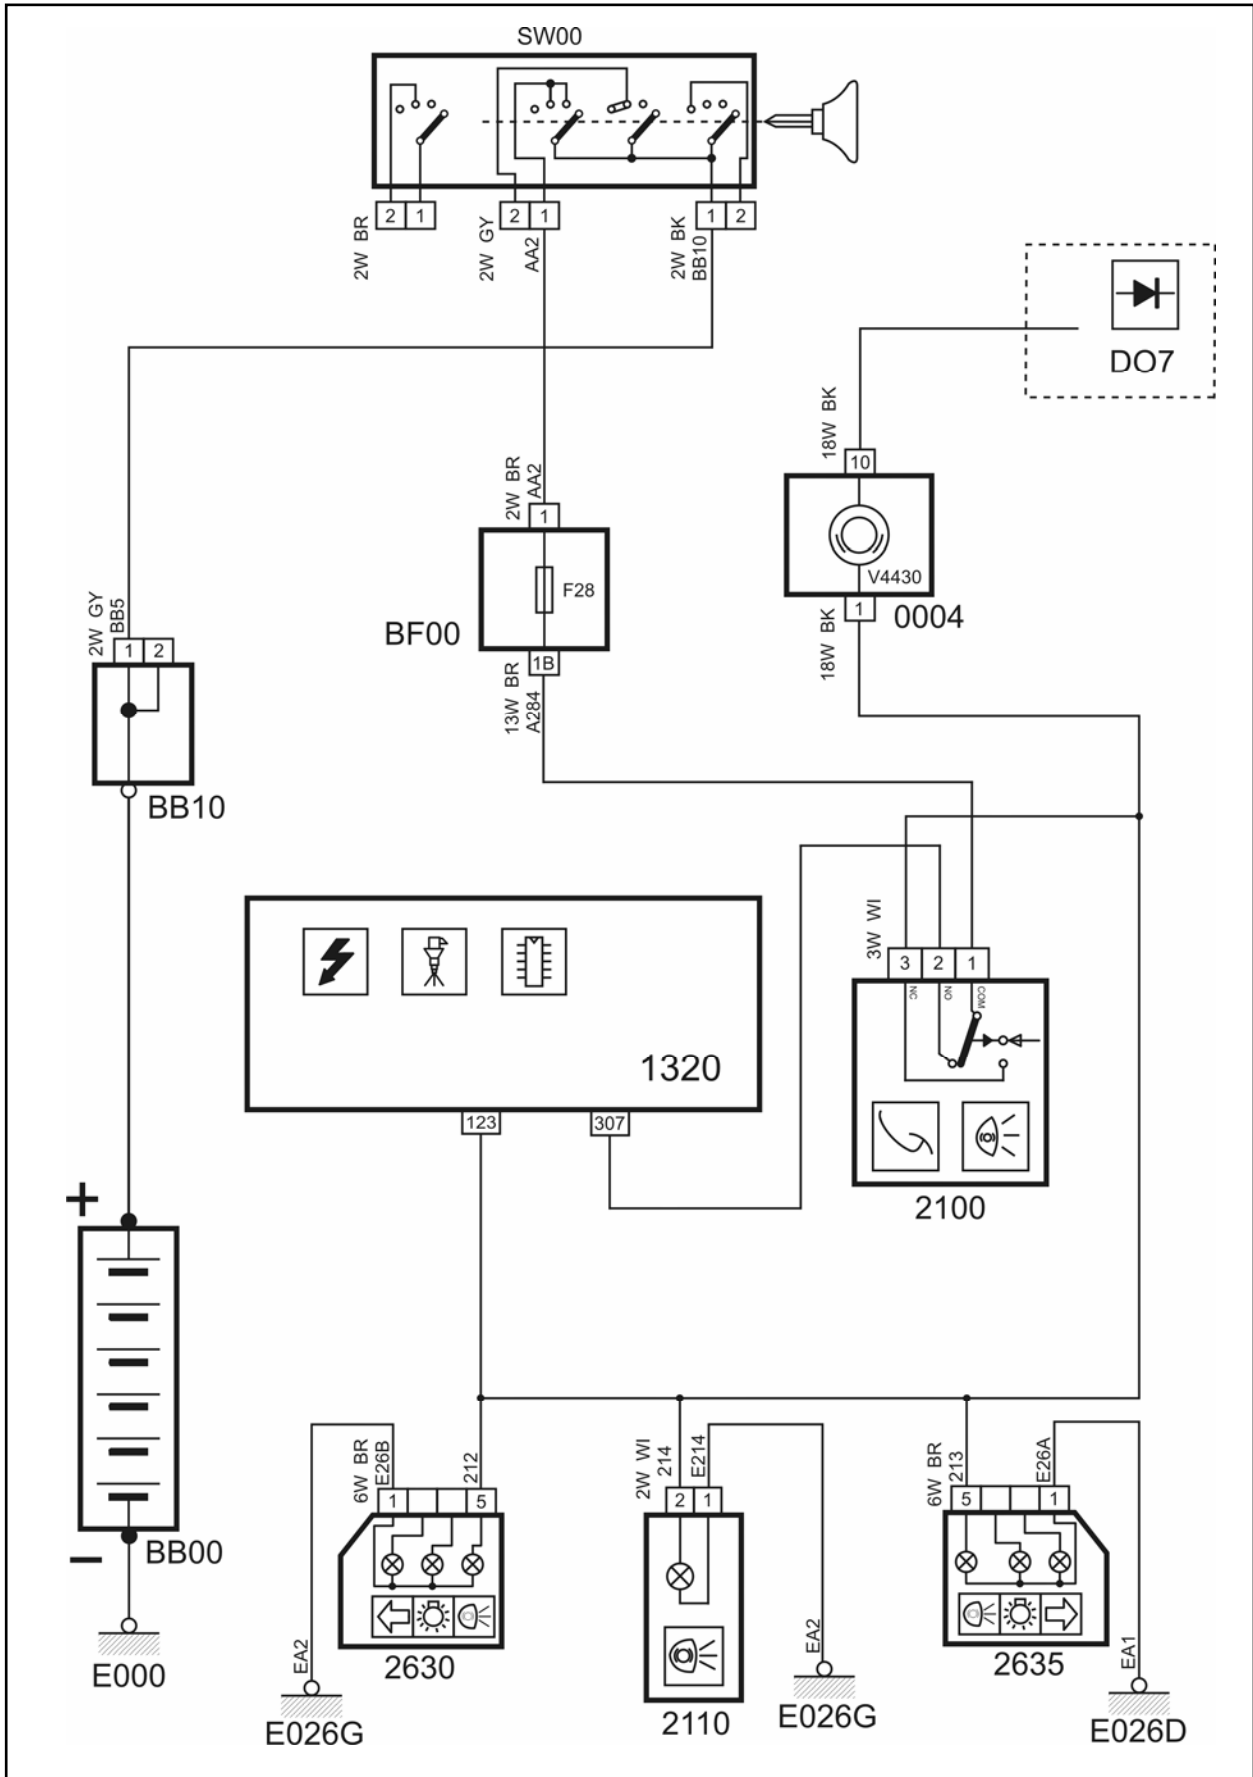 SW00
2 1
2 1
1 2
2W BR
2W GY
AA2
2W BK
BB10
DO7
18W BK
10
V4430
1
0004
18W BK
2W BR
AA2
1
F28
BF00
1B
13W BR
A284
2W GY
BB5
1 2
BB10
3W WI
3 2 1
NC
NO
COM
2100
1320
123
307
+
−
BB00
E000
6W BR
E26B
212
1 5
2630
EA2
E026G
2W WI
214
E214
2 1
2110
EA2
E026G
6W BR
213
E26A
5 1
2635
EA1
E026D